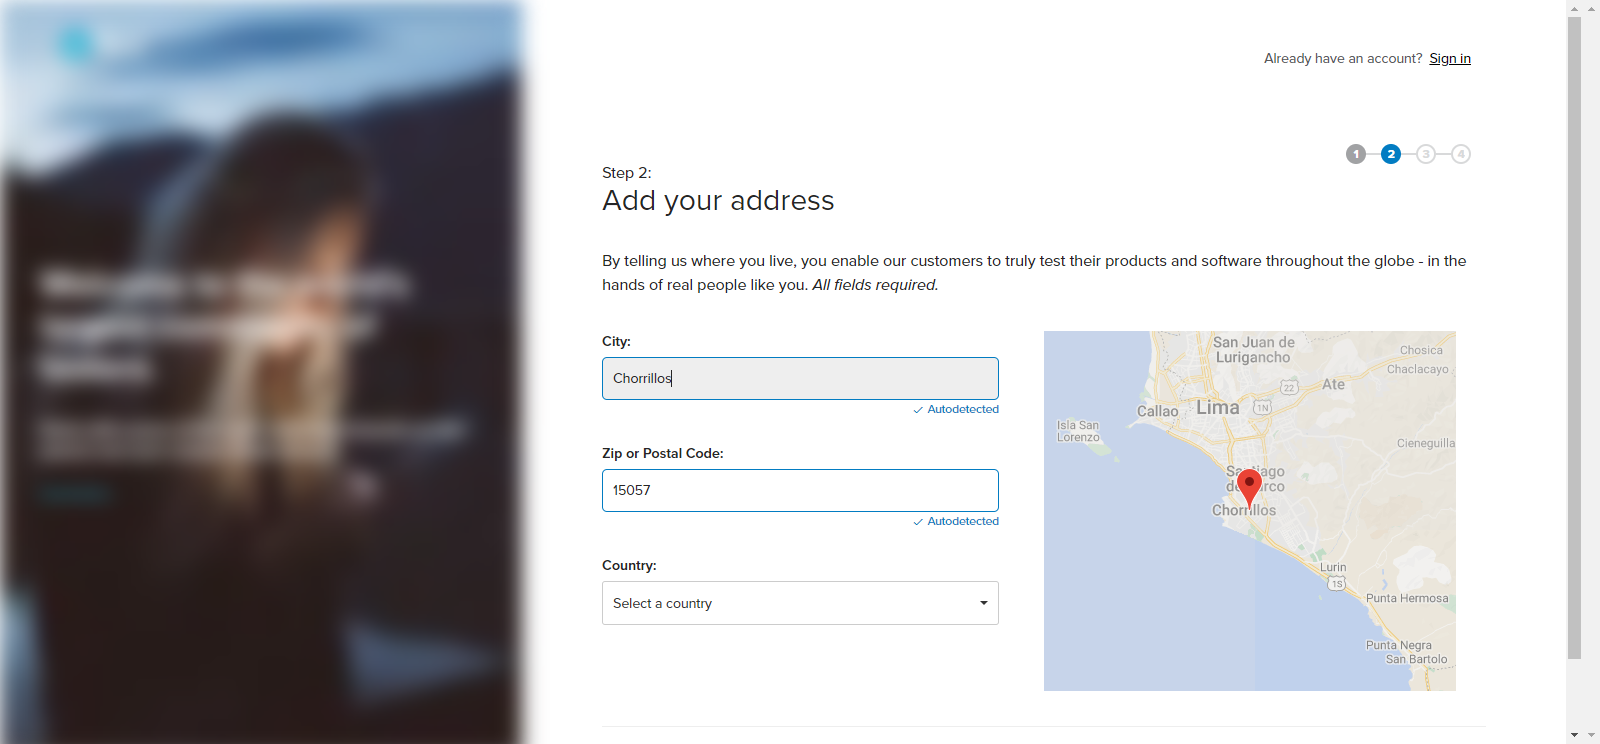 Already have an account? Sign in
1 2 3 4
Step 2:
Add your address
By telling us where you live, you enable our customers to truly test their products and software throughout the globe - in the
hands of real people like you. All fields required.
City:
Chorrillos
Autodetected
Zip or Postal Code:
15057
Autodetected
Country:
Select a country
San Juan de
Lurigancho
Chosica
Chaclacayo
22
Ate
Callao
Lima
1N
Isla San
Lorenzo
Cieneguilla
Santiago
de Surco
Chorrillos
Lurin
1S
Punta Hermosa
Punta Negra
San Bartolo